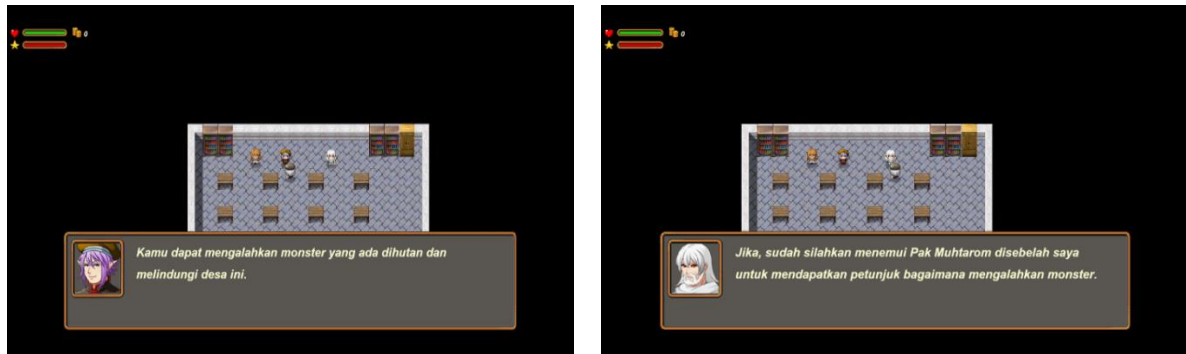 0
Kamu dapat mengalahkan monster yang ada dihutan dan
melindungi desa ini.
0
Jika, sudah silahkan menemui Pak Muhtarom disebelah saya
untuk mendapatkan petunjuk bagaimana mengalahkan monster.